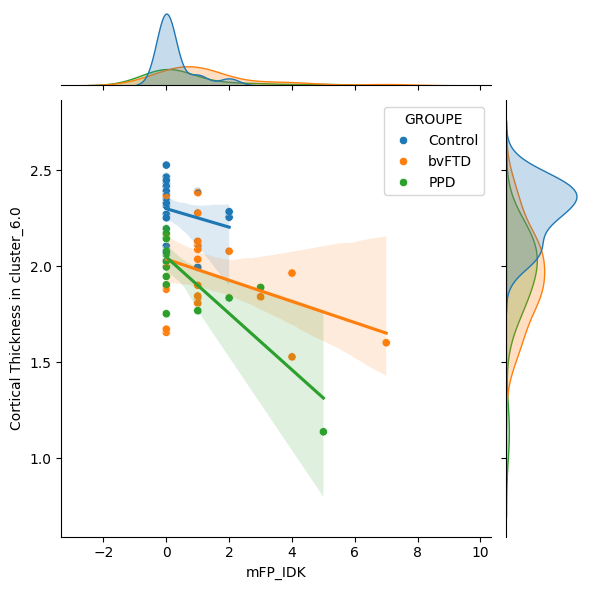 GROUPE
Control
bvFTD
PPD
Cortical Thickness in cluster_6.0
2.5
2.0
1.5
1.0
−2
0
2
4
6
8
10
mFP_IDK